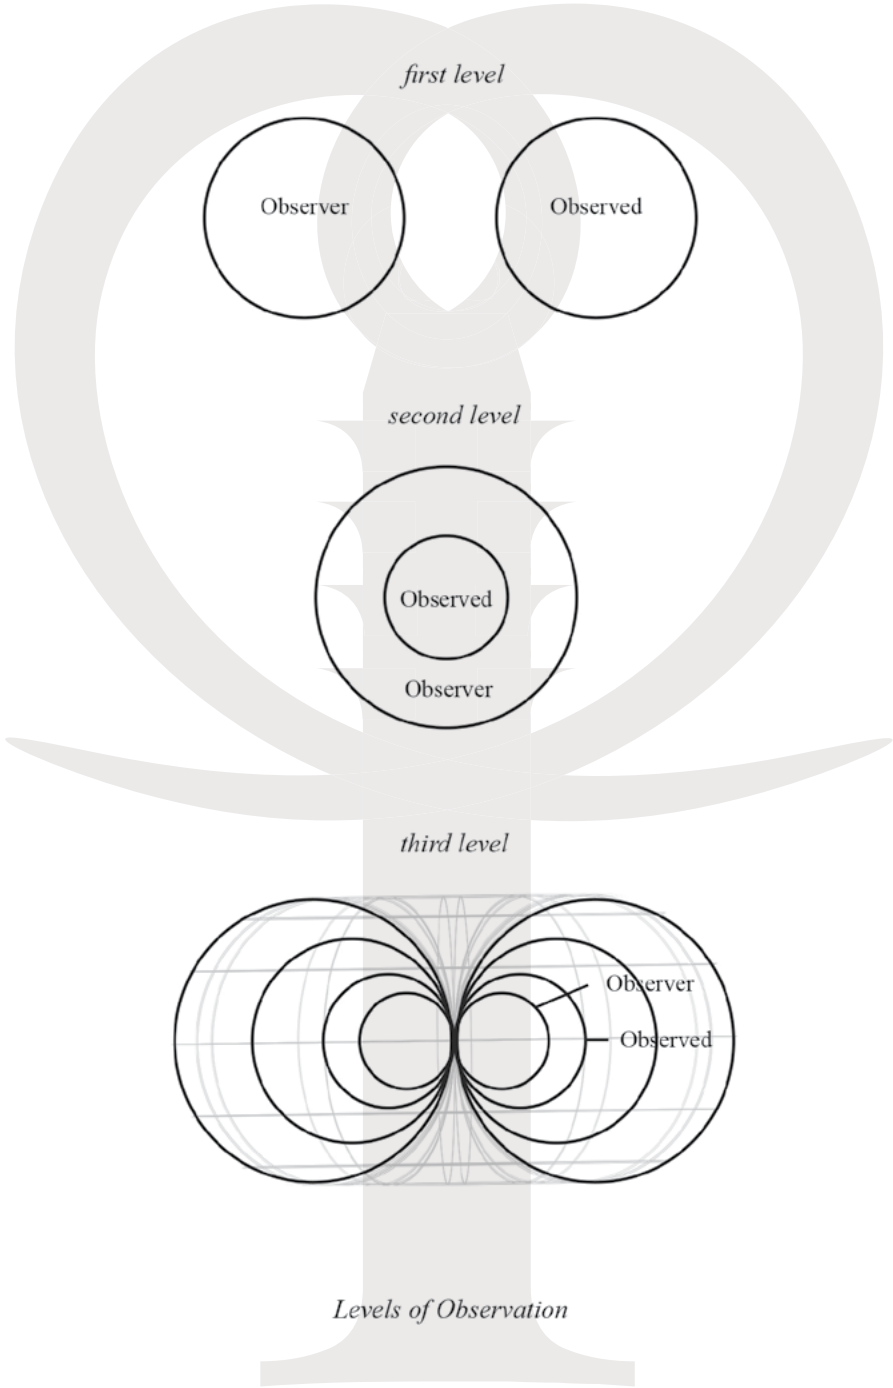 first level
Observer
Observed
second level
Observed
Observer
third level
Observer
Observed
Levels of Observation